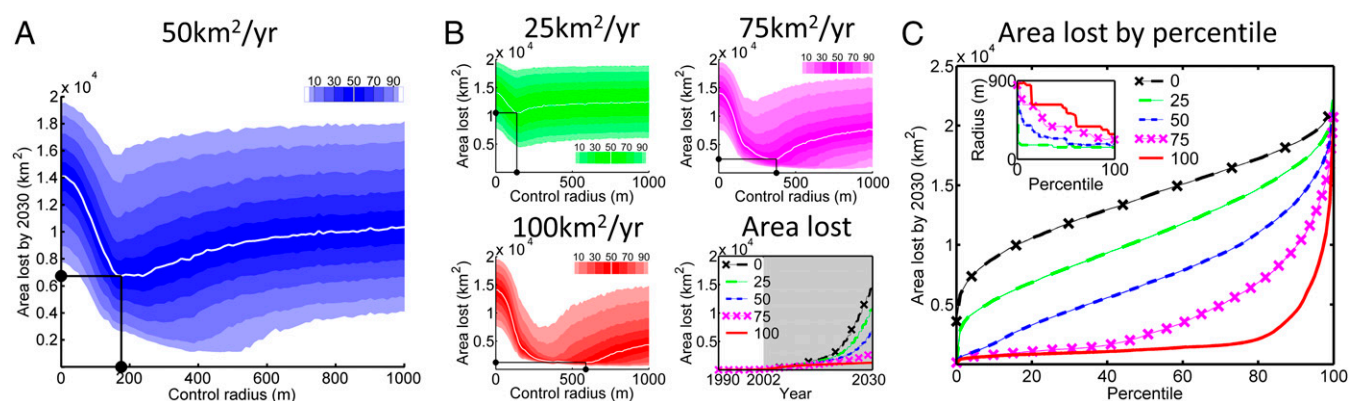 A
50km²/yr
x 10⁴
2
1.8
1.6
1.4
1.2
1
0.8
0.6
0.4
0.2
Area lost by 2030 (km²)
10 30 50 70 90
0 200 400 600 800 1000
Control radius (m)
B
25km²/yr
x 10⁴
2
1.5
1
0.5
Area lost (km²)
10 30 50 70 90
0 500 1000
Control radius (m)
75km²/yr
x 10⁴
2
1.5
1
0.5
Area lost (km²)
10 30 50 70 90
0 500 1000
Control radius (m)
100km²/yr
x 10⁴
2
1.5
1
0.5
Area lost (km²)
10 30 50 70 90
0 500 1000
Control radius (m)
Area lost
x 10⁴
2
1.5
1
0.5
0
Area lost (km²)
0
25
50
75
100
1990 2002 2030
Year
C
Area lost by percentile
x 10⁴
2.5
2
1.5
1
0.5
0
Area lost by 2030 (km²)
900
0
Radius (m)
0 100
Percentile
0
25
50
75
100
0 20 40 60 80 100
Percentile